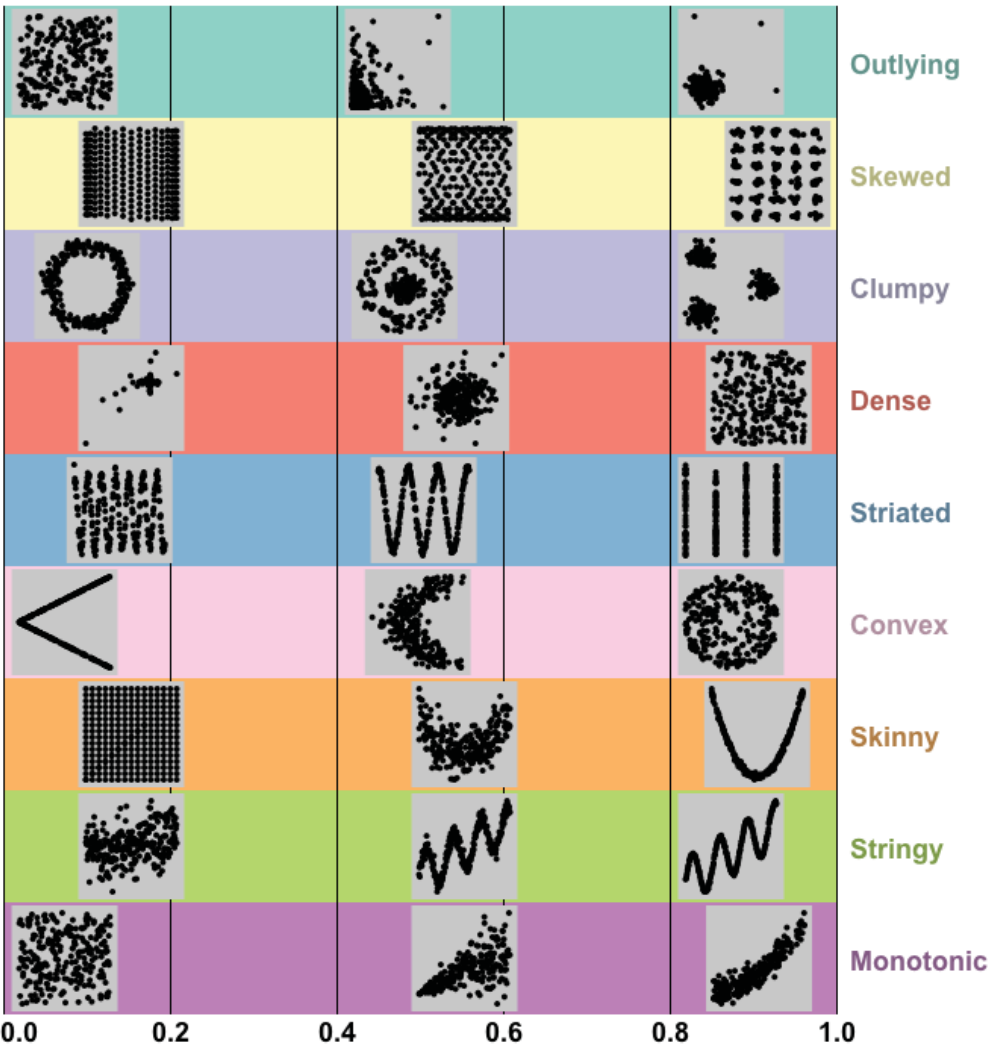 Outlying
Skewed
Clumpy
Dense
Striated
Convex
Skinny
Stringy
Monotonic
0.0 0.2 0.4 0.6 0.8 1.0